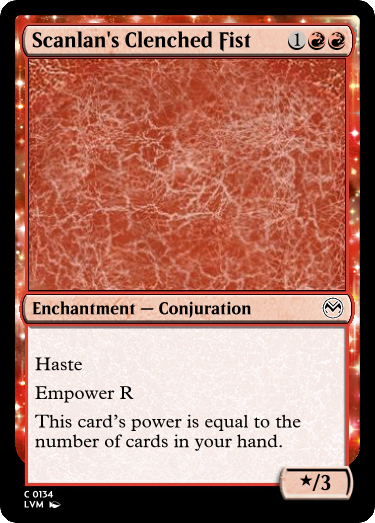 Scanlan's Clenched Fist 1
Enchantment — Conjuration
Haste
Empower R
This card's power is equal to the
number of cards in your hand.
★/3
C 0134
LVM